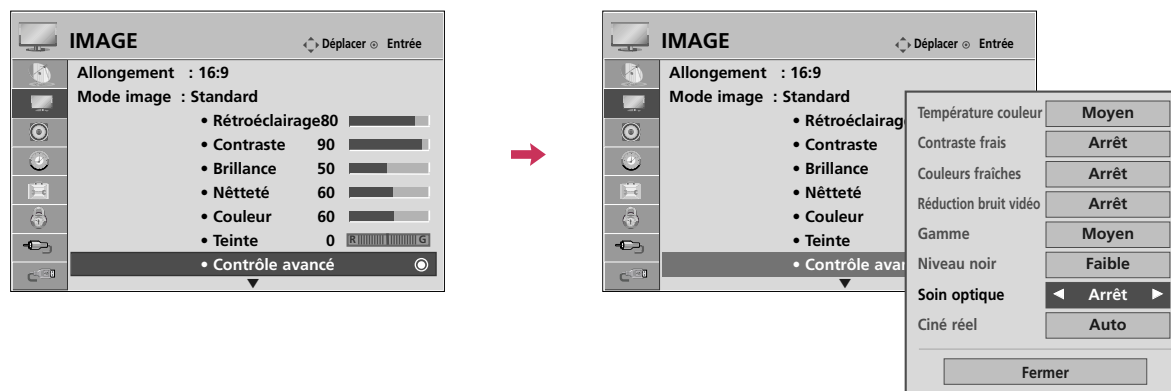 IMAGE
Déplacer Entrée
Allongement : 16:9
Mode image : Standard
• Rétroéclairage80
• Contraste 90
• Brillance 50
• Nêtteté 60
• Couleur 60
• Teinte 0 R G
• Contrôle avancé
IMAGE
Déplacer Entrée
Allongement : 16:9
Mode image : Standard
• Rétroéclairag
• Contraste
• Brillance
• Nêtteté
• Couleur
• Teinte
• Contrôle avan
Température couleur Moyen
Contraste frais Arrêt
Couleurs fraîches Arrêt
Réduction bruit vidéo Arrêt
Gamme Moyen
Niveau noir Faible
Soin optique Arrêt
Ciné réel Auto
Fermer